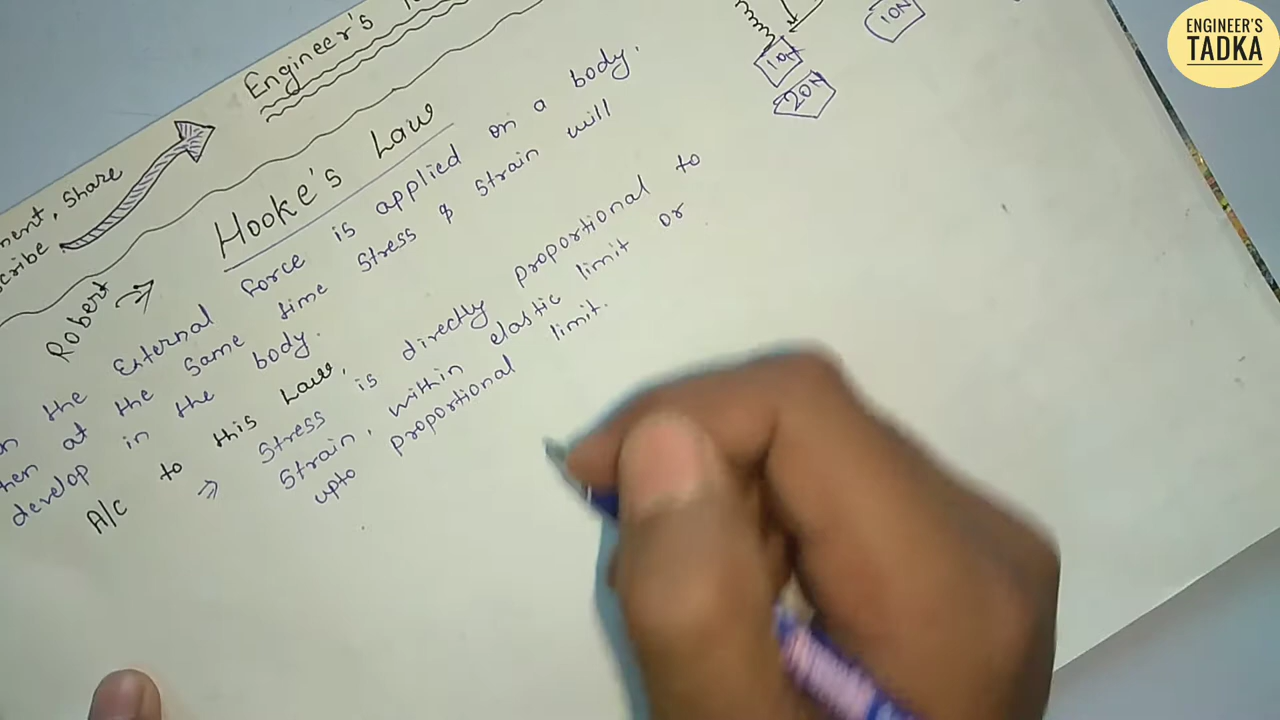 Engineer's
ment, Share
scribe
Hooke's Law
Robert →
the External force is applied on a body.
at the same time stress & strain will
develop in the body.
A/c to this Law,
⇒ Stress is directly proportional to
Strain, within elastic limit or
upto proportional limit.
10N
20N
10N
ENGINEER'S
TADKA